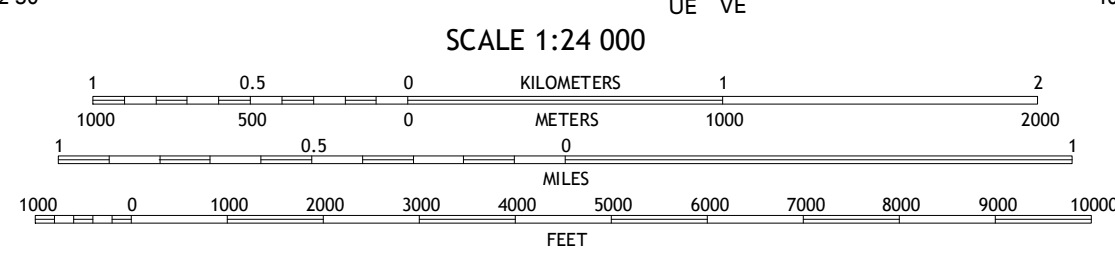 UE VE
SCALE 1:24 000
1 0.5 0 KILOMETERS 1 2
1000 500 0 METERS 1000 2000
1 0.5 0 1
MILES
1000 0 1000 2000 3000 4000 5000 6000 7000 8000 9000 10000
FEET